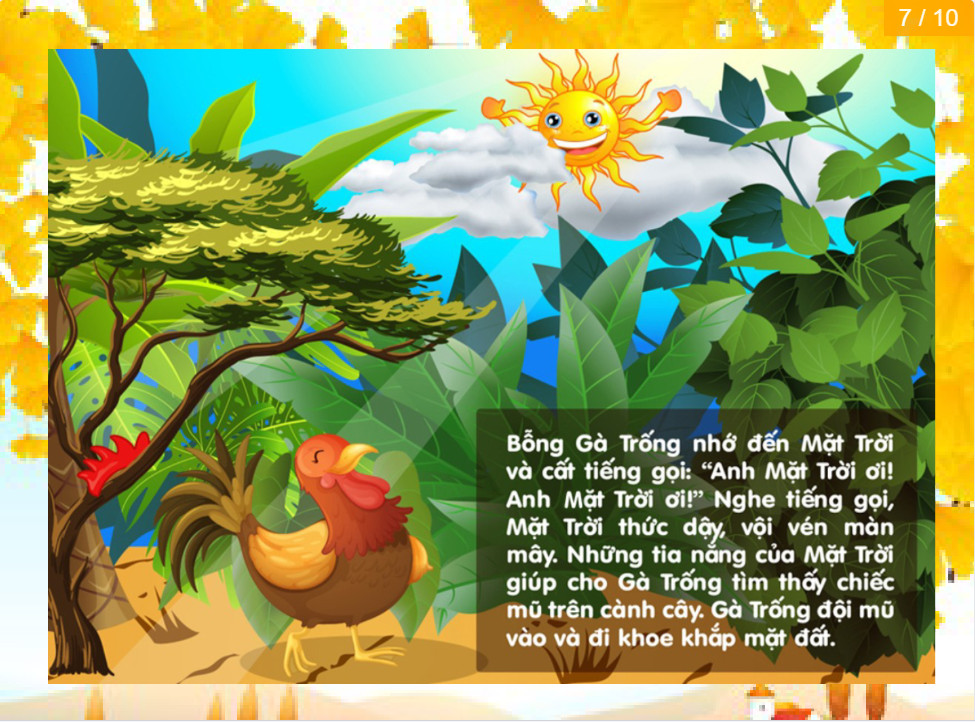 7 / 10
Bỗng Gà Trống nhớ đến Mặt Trời
và cất tiếng gọi: “Anh Mặt Trời ơi!
Anh Mặt Trời ơi!” Nghe tiếng gọi,
Mặt Trời thức dậy, vội vén màn
mây. Những tia nắng của Mặt Trời
giúp cho Gà Trống tìm thấy chiếc
mũ trên cành cây. Gà Trống đội mũ
vào và đi khoe khắp mặt đất.